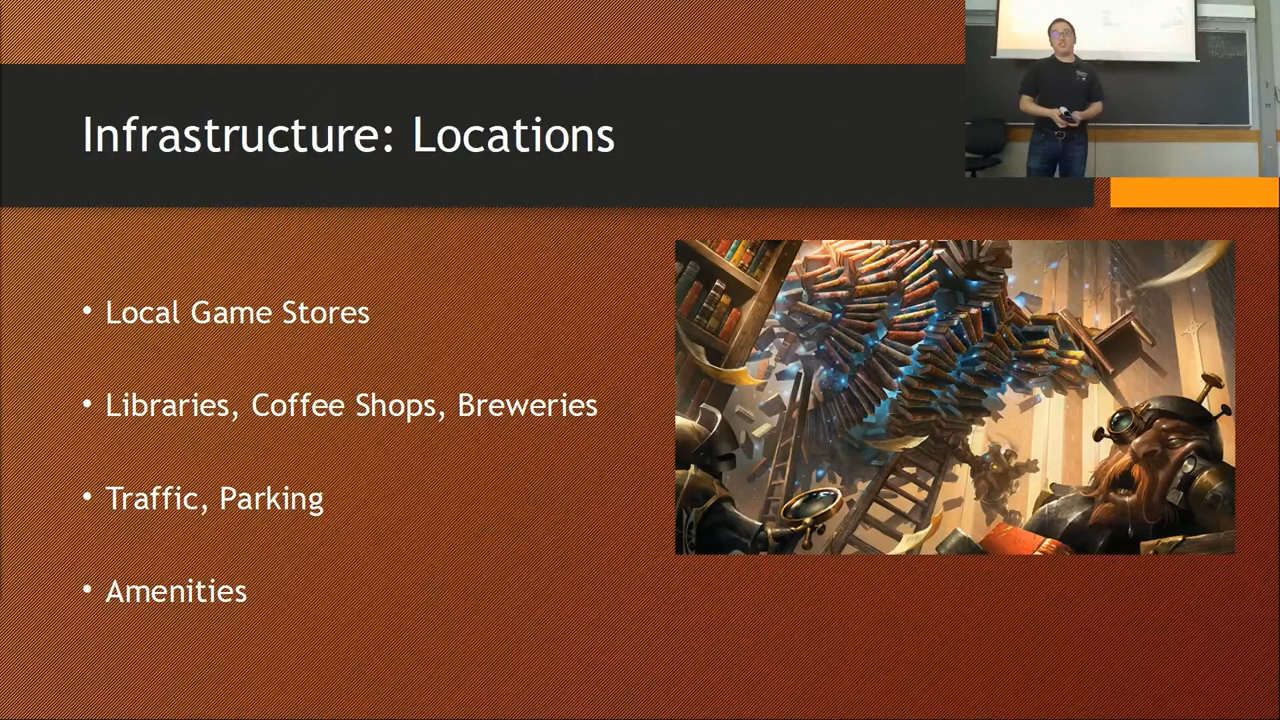 Infrastructure: Locations
• Local Game Stores
• Libraries, Coffee Shops, Breweries
• Traffic, Parking
• Amenities